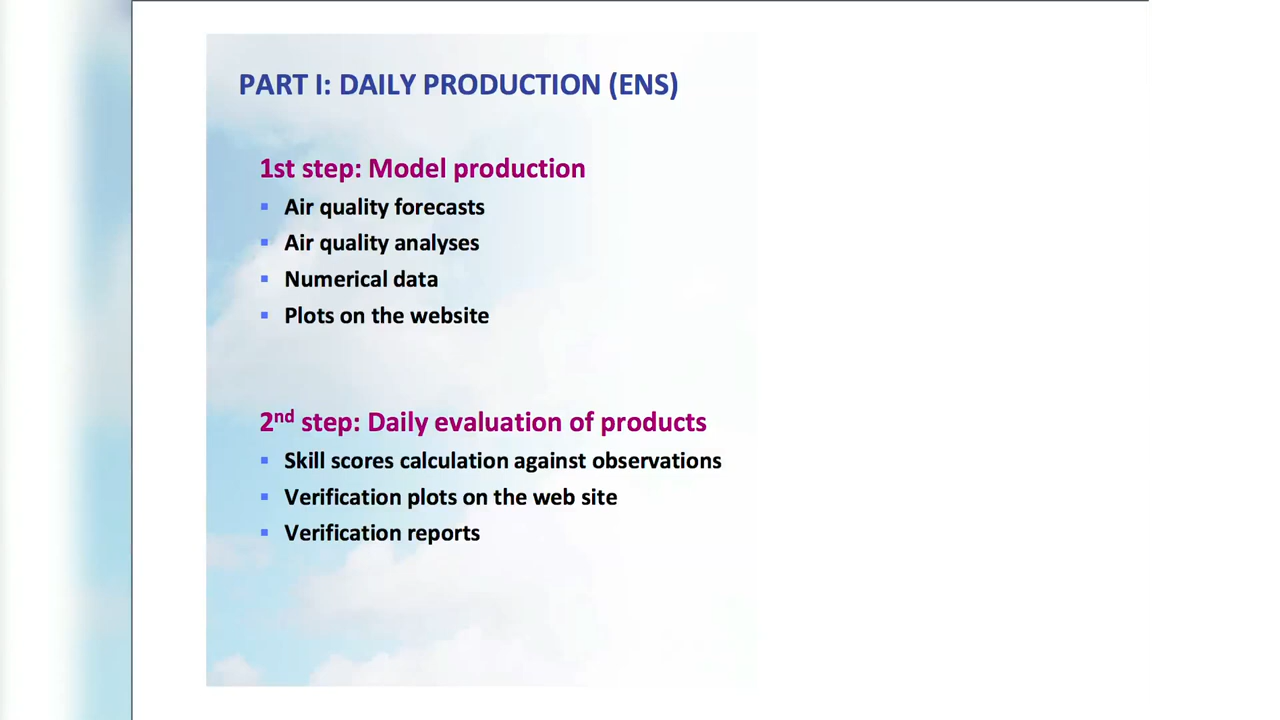 PART I: DAILY PRODUCTION (ENS)
1st step: Model production
▪ Air quality forecasts
▪ Air quality analyses
▪ Numerical data
▪ Plots on the website
2nd step: Daily evaluation of products
▪ Skill scores calculation against observations
▪ Verification plots on the web site
▪ Verification reports